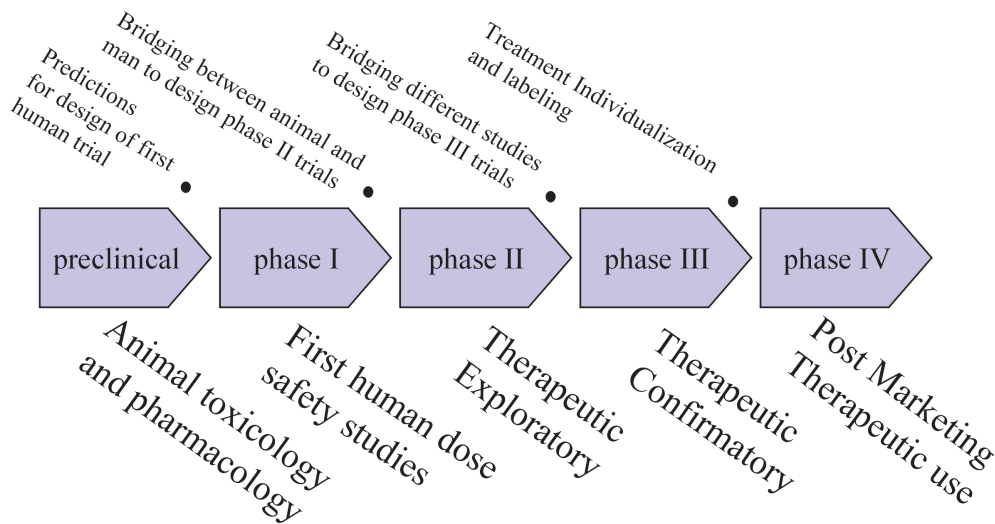 Predictions
for design of first
human trial
Bridging between animal and
man to design phase II trials
Bridging different studies
to design phase III trials
Treatment Individualization
and labeling
preclinical
phase I
phase II
phase III
phase IV
Animal toxicology
and pharmacology
First human dose
safety studies
Therapeutic
Exploratory
Therapeutic
Confirmatory
Post Marketing
Therapeutic use